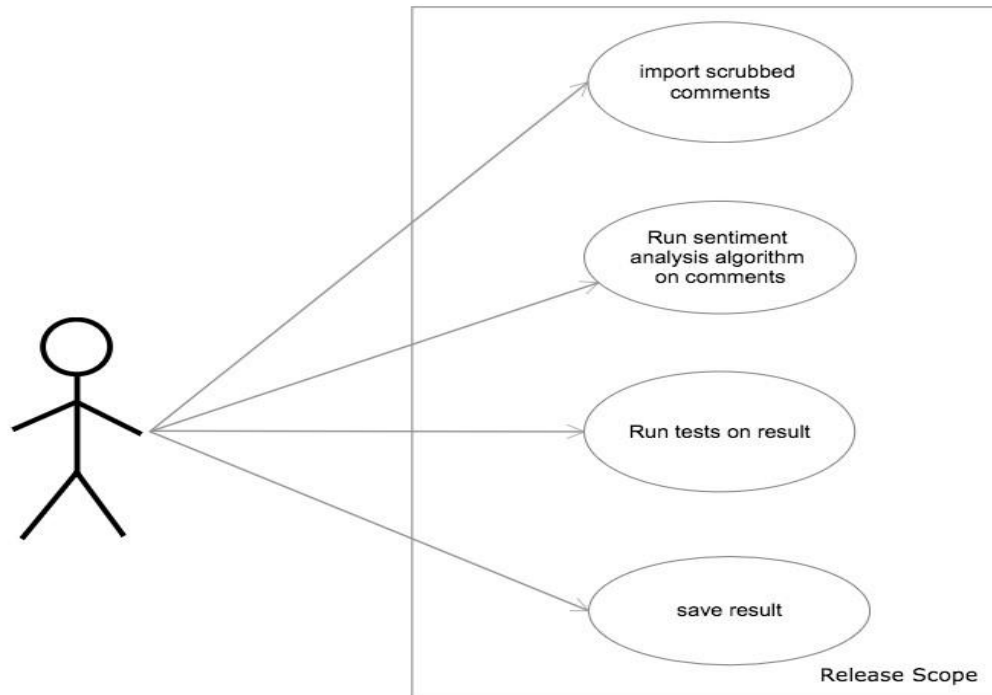 import scrubbed
comments
Run sentiment
analysis algorithm
on comments
Run tests on result
save result
Release Scope